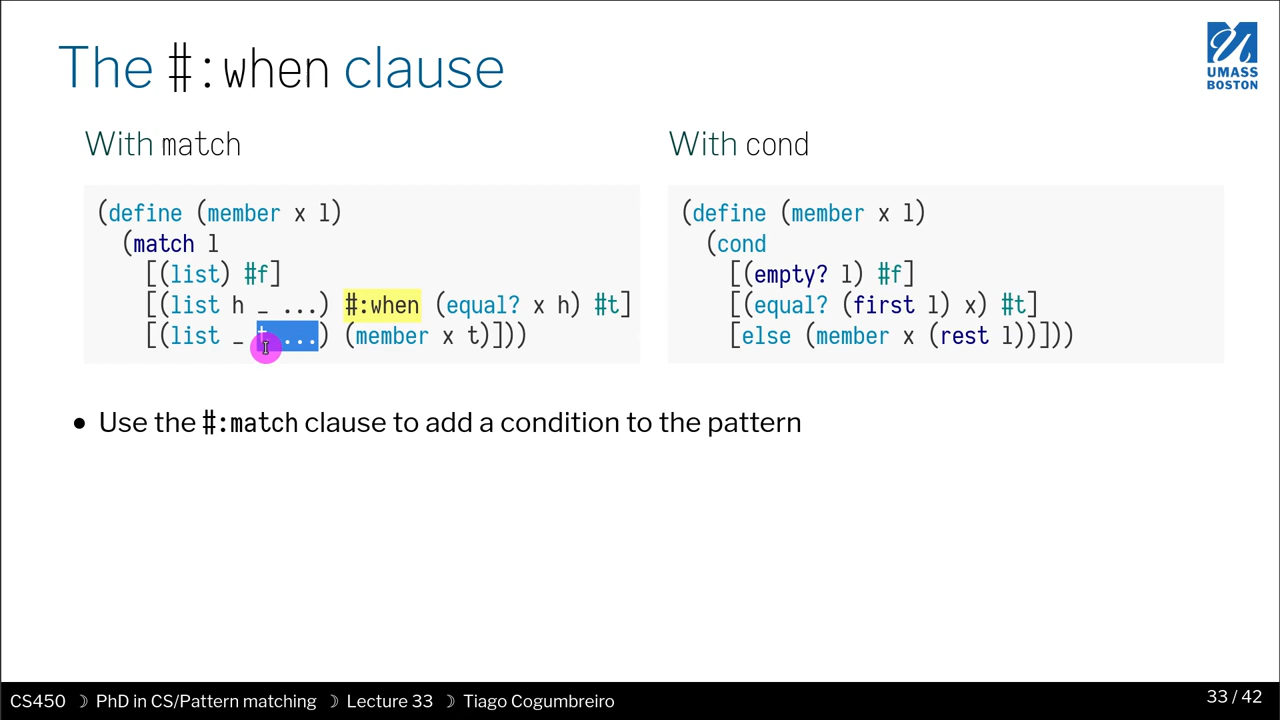 The #:when clause
UMASS
BOSTON
With match
(define (member x l)
(match l
[(list) #f]
[(list h _ ...) #:when (equal? x h) #t]
[(list _ t ...) (member x t)]))
With cond
(define (member x l)
(cond
[(empty? l) #f]
[(equal? (first l) x) #t]
[else (member x (rest l))]))
• Use the #:match clause to add a condition to the pattern
CS450 ☽ PhD in CS/Pattern matching ☽ Lecture 33 ☽ Tiago Cogumbreiro
33 / 42